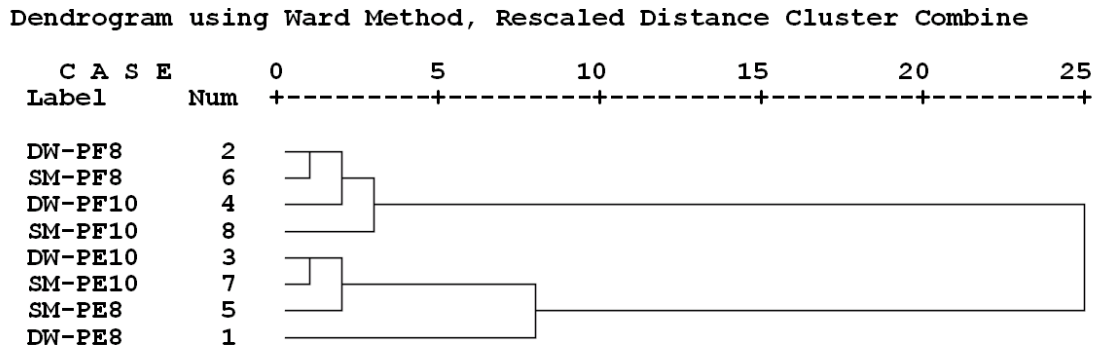 Dendrogram using Ward Method, Rescaled Distance Cluster Combine
C A S E 0 5 10 15 20 25
Label Num +---------+---------+---------+---------+---------+
DW-PF8 2
SM-PF8 6
DW-PF10 4
SM-PF10 8
DW-PE10 3
SM-PE10 7
SM-PE8 5
DW-PE8 1